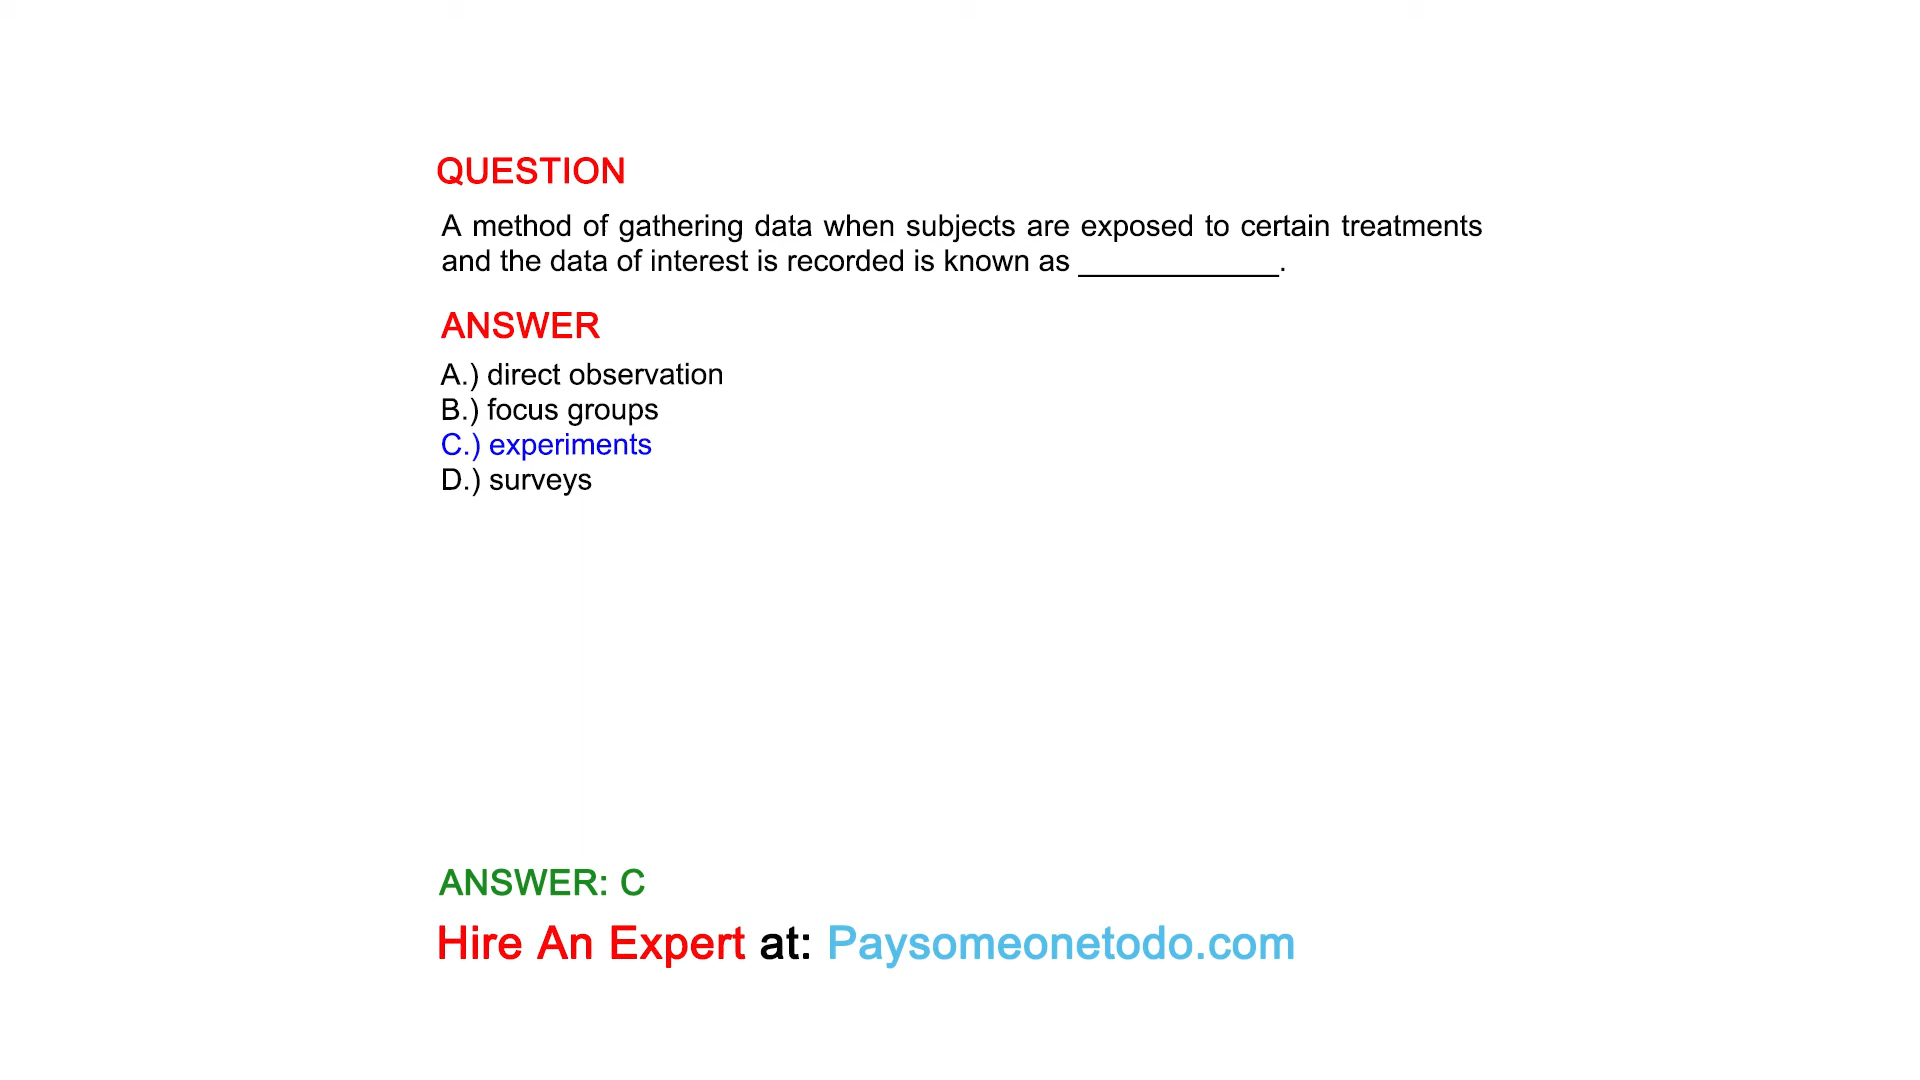 QUESTION
A method of gathering data when subjects are exposed to certain treatments
and the data of interest is recorded is known as ____________.
ANSWER
A.) direct observation
B.) focus groups
C.) experiments
D.) surveys
ANSWER: C
Hire An Expert at: Paysomeonetodo.com